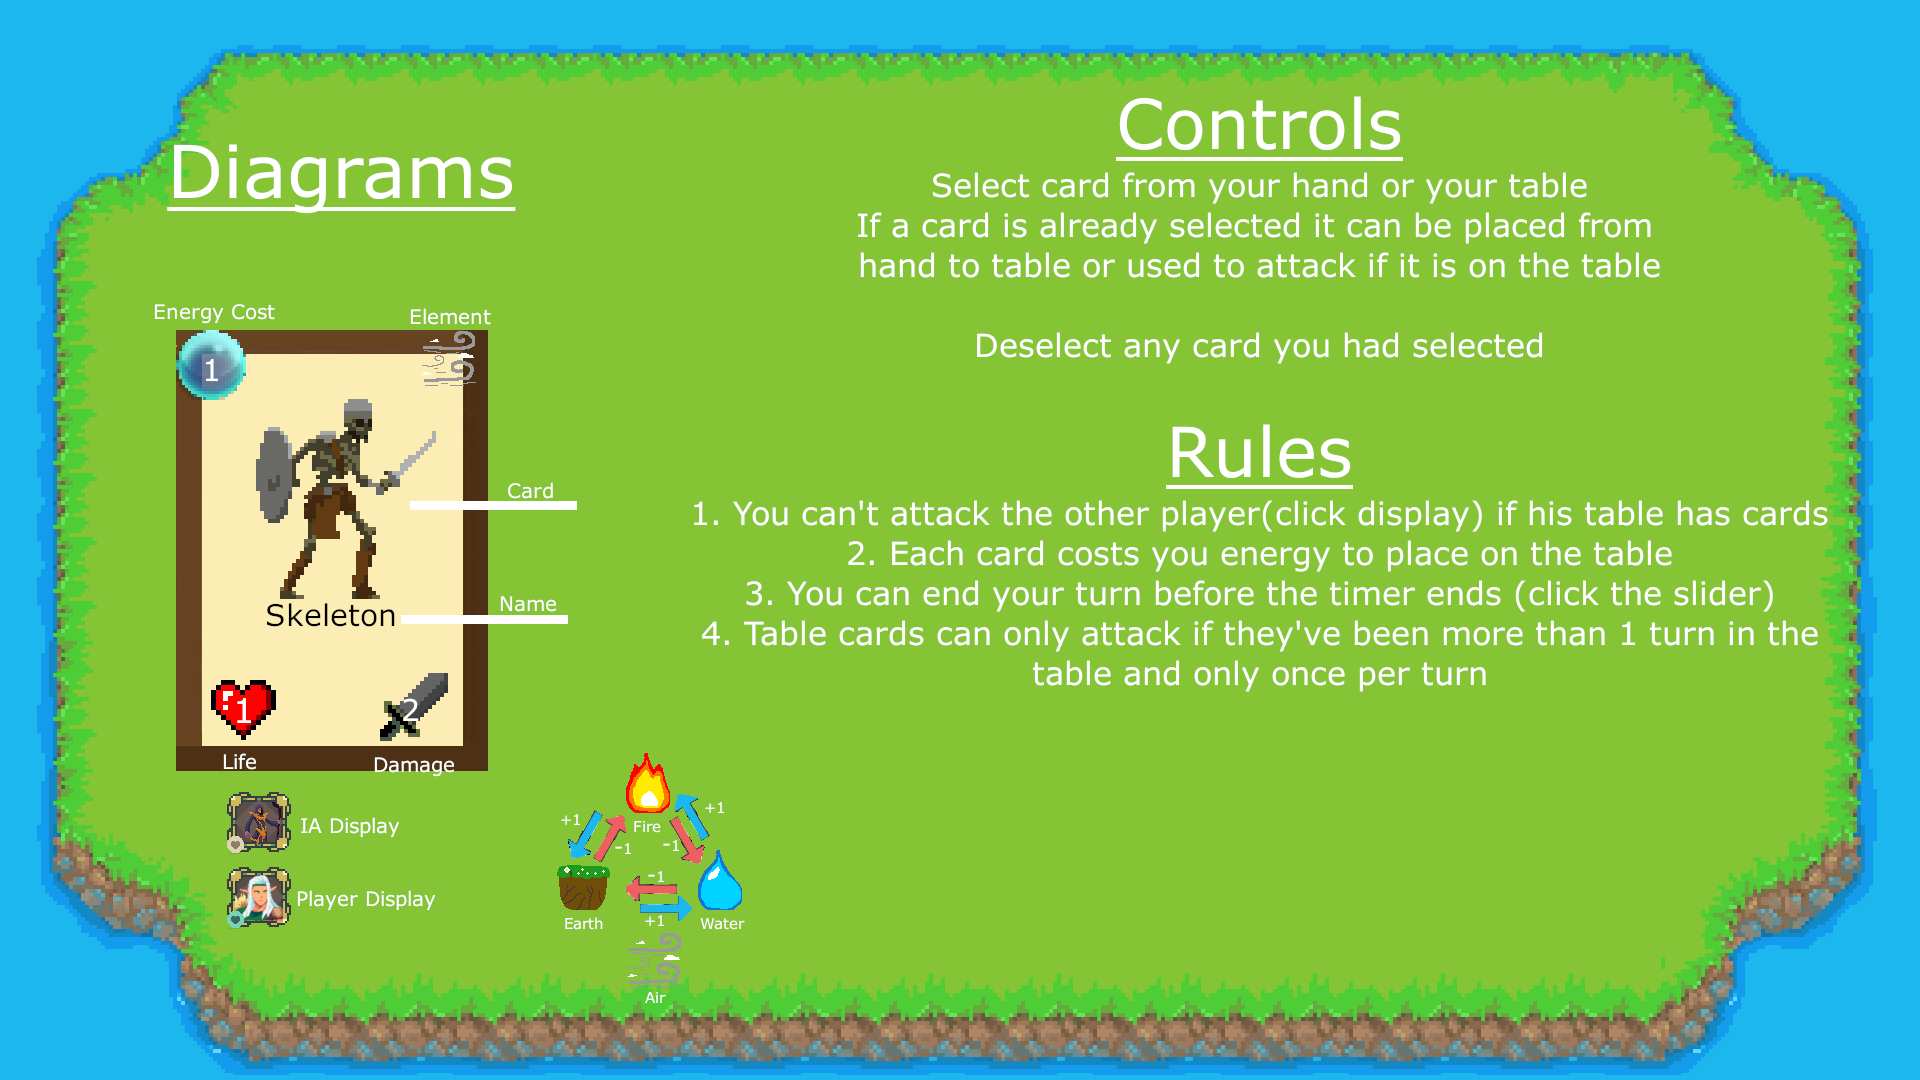 Diagrams
Energy Cost
Element
1
Card
Skeleton
Name
1
2
Life
Damage
IA Display
Player Display
+1
Fire
+1
-1
-1
-1
Earth
+1
Water
Air
Controls
Select card from your hand or your table
If a card is already selected it can be placed from
hand to table or used to attack if it is on the table
Deselect any card you had selected
Rules
1. You can't attack the other player(click display) if his table has cards
2. Each card costs you energy to place on the table
3. You can end your turn before the timer ends (click the slider)
4. Table cards can only attack if they've been more than 1 turn in the
table and only once per turn